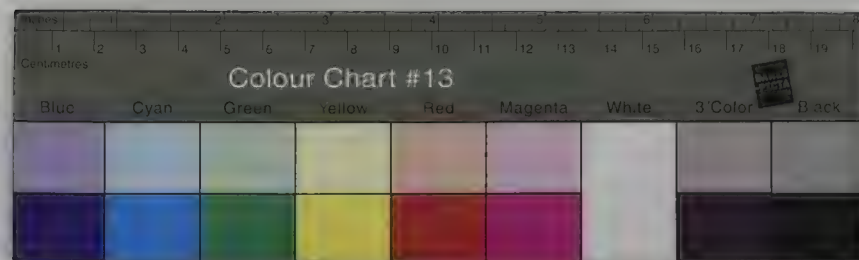 Inches 1 2 3 4 5 6 7 8
1 2 3 4 5 6 7 8 9 10 11 12 13 14 15 16 17 18 19
Centimetres
Colour Chart #13
Blue Cyan Green Yellow Red Magenta White 3/Color Black